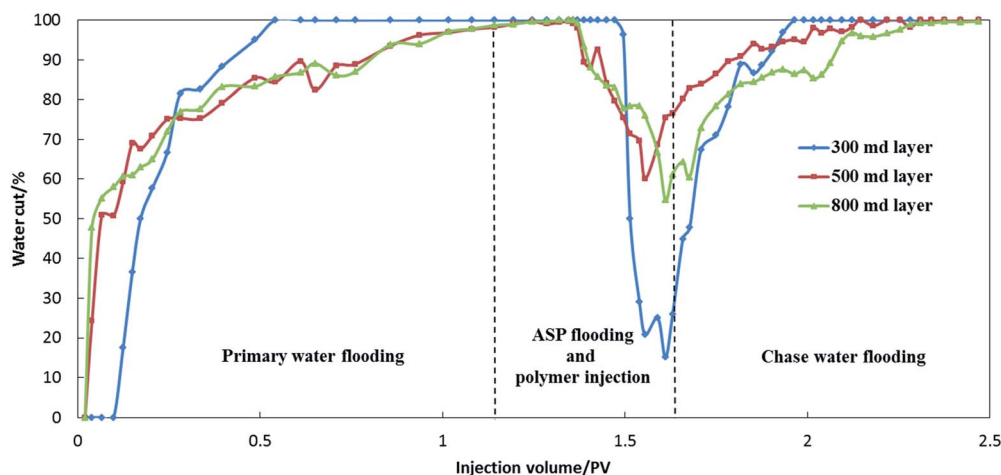 100
90
80
70
60
50
40
30
20
10
0
Water cut/%
300 md layer
500 md layer
800 md layer
Primary water flooding
ASP flooding
and
polymer injection
Chase water flooding
0
0.5
1
1.5
2
2.5
Injection volume/PV